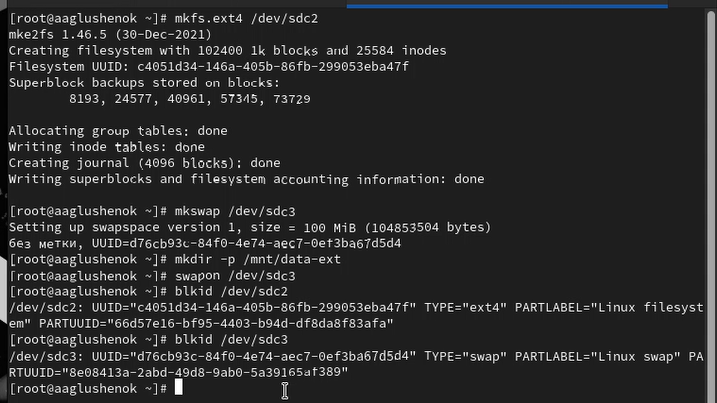 [root@aaglushenok ~]# mkfs.ext4 /dev/sdc2
mke2fs 1.46.5 (30-Dec-2021)
Creating filesystem with 102400 1k blocks and 25584 inodes
Filesystem UUID: c4051d34-146a-405b-86fb-299053eba47f
Superblock backups stored on blocks:
        8193, 24577, 40961, 57345, 73729

Allocating group tables: done
Writing inode tables: done
Creating journal (4096 blocks): done
Writing superblocks and filesystem accounting information: done

[root@aaglushenok ~]# mkswap /dev/sdc3
Setting up swapspace version 1, size = 100 MiB (104853504 bytes)
без метки, UUID=d76cb93c-84f0-4e74-aec7-0ef3ba67d5d4
[root@aaglushenok ~]# mkdir -p /mnt/data-ext
[root@aaglushenok ~]# swapon /dev/sdc3
[root@aaglushenok ~]# blkid /dev/sdc2
/dev/sdc2: UUID="c4051d34-146a-405b-86fb-299053eba47f" TYPE="ext4" PARTLABEL="Linux filesyst
em" PARTUUID="66d57e16-bf95-4403-b94d-df8da8f83afa"
[root@aaglushenok ~]# blkid /dev/sdc3
/dev/sdc3: UUID="d76cb93c-84f0-4e74-aec7-0ef3ba67d5d4" TYPE="swap" PARTLABEL="Linux swap" PA
RTUUID="8e08413a-2abd-49d8-9ab0-5a39165af389"
[root@aaglushenok ~]#